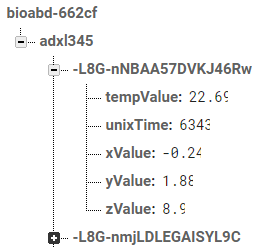 bioabd-662cf
adxl345
-L8G-nNBAA57DVKJ46Rw
tempValue: 22.69
unixTime: 6343
xValue: -0.24
yValue: 1.88
zValue: 8.9
-L8G-nmjLDLEGAISYL9C